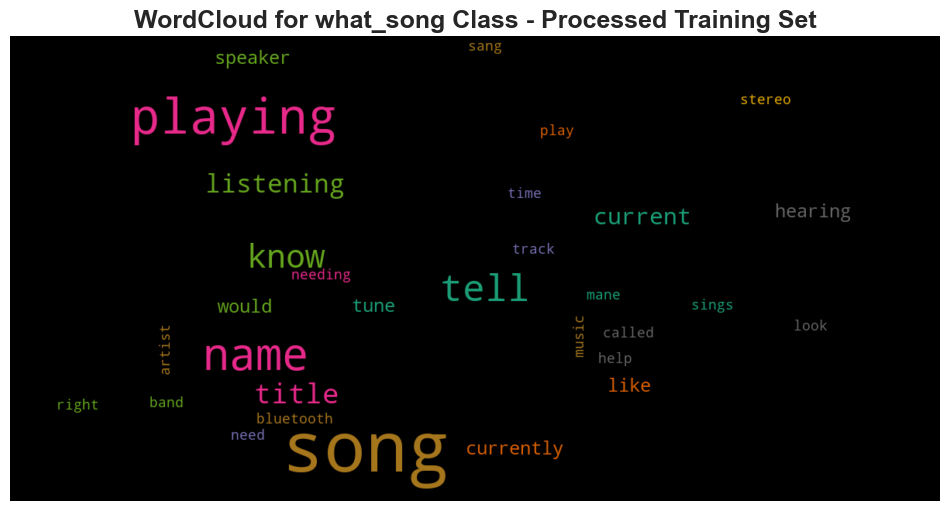 WordCloud for what_song Class - Processed Training Set
sang
speaker
stereo
playing
play
listening
time
hearing
current
track
know
needing
tell
mane
would
tune
sings
look
artist
music
called
name
help
like
title
right
band
bluetooth
need
song
currently